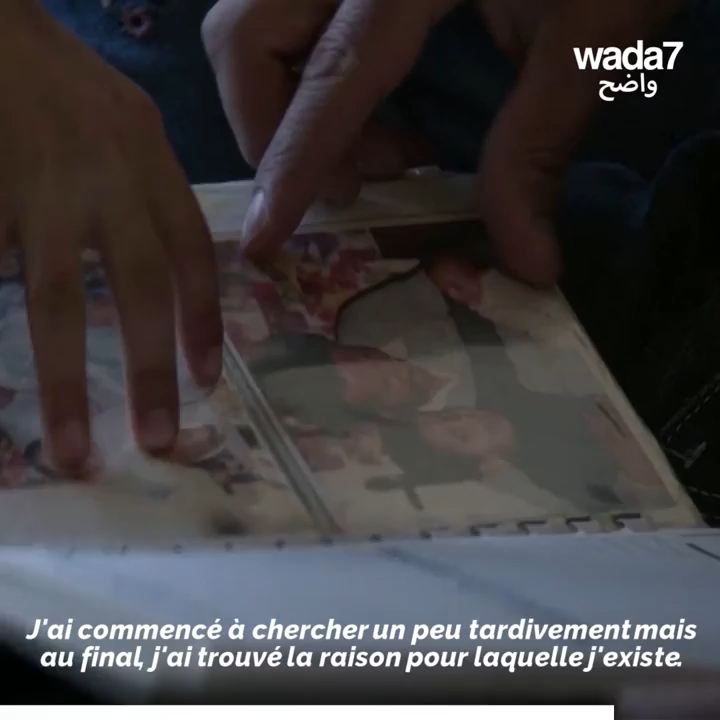 wada7
واضح
J'ai commencé à chercher un peu tardivement mais
au final, j'ai trouvé la raison pour laquelle j'existe.